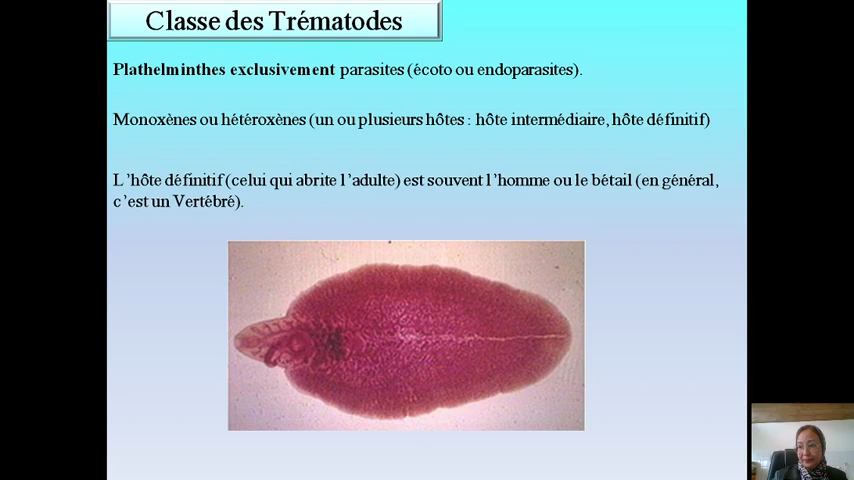 Classe des Trématodes
Plathelminthes exclusivement parasites (écoto ou endoparasites).
Monoxènes ou hétéroxènes (un ou plusieurs hôtes : hôte intermédiaire, hôte définitif)
L'hôte définitif (celui qui abrite l'adulte) est souvent l'homme ou le bétail (en général,
c'est un Vertébré).